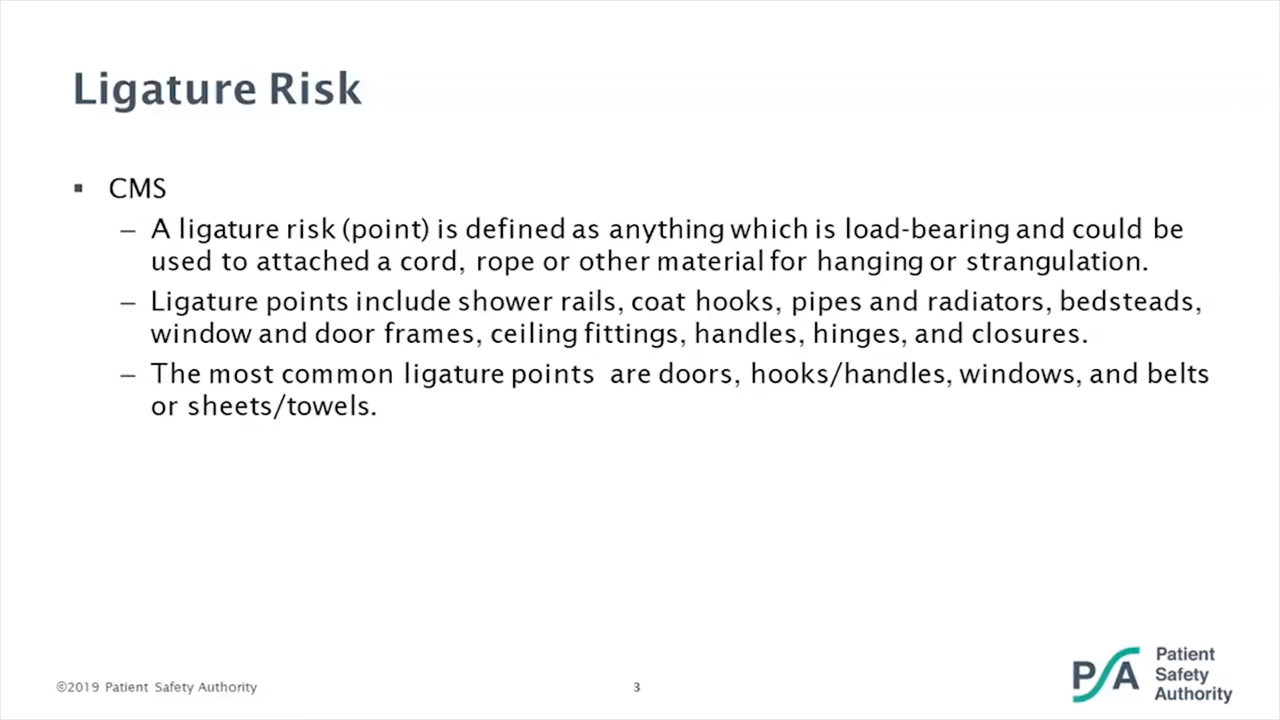 Ligature Risk
▪ CMS
– A ligature risk (point) is defined as anything which is load-bearing and could be
used to attached a cord, rope or other material for hanging or strangulation.
– Ligature points include shower rails, coat hooks, pipes and radiators, bedsteads,
window and door frames, ceiling fittings, handles, hinges, and closures.
– The most common ligature points are doors, hooks/handles, windows, and belts
or sheets/towels.
©2019 Patient Safety Authority
3
PSA
Patient
Safety
Authority